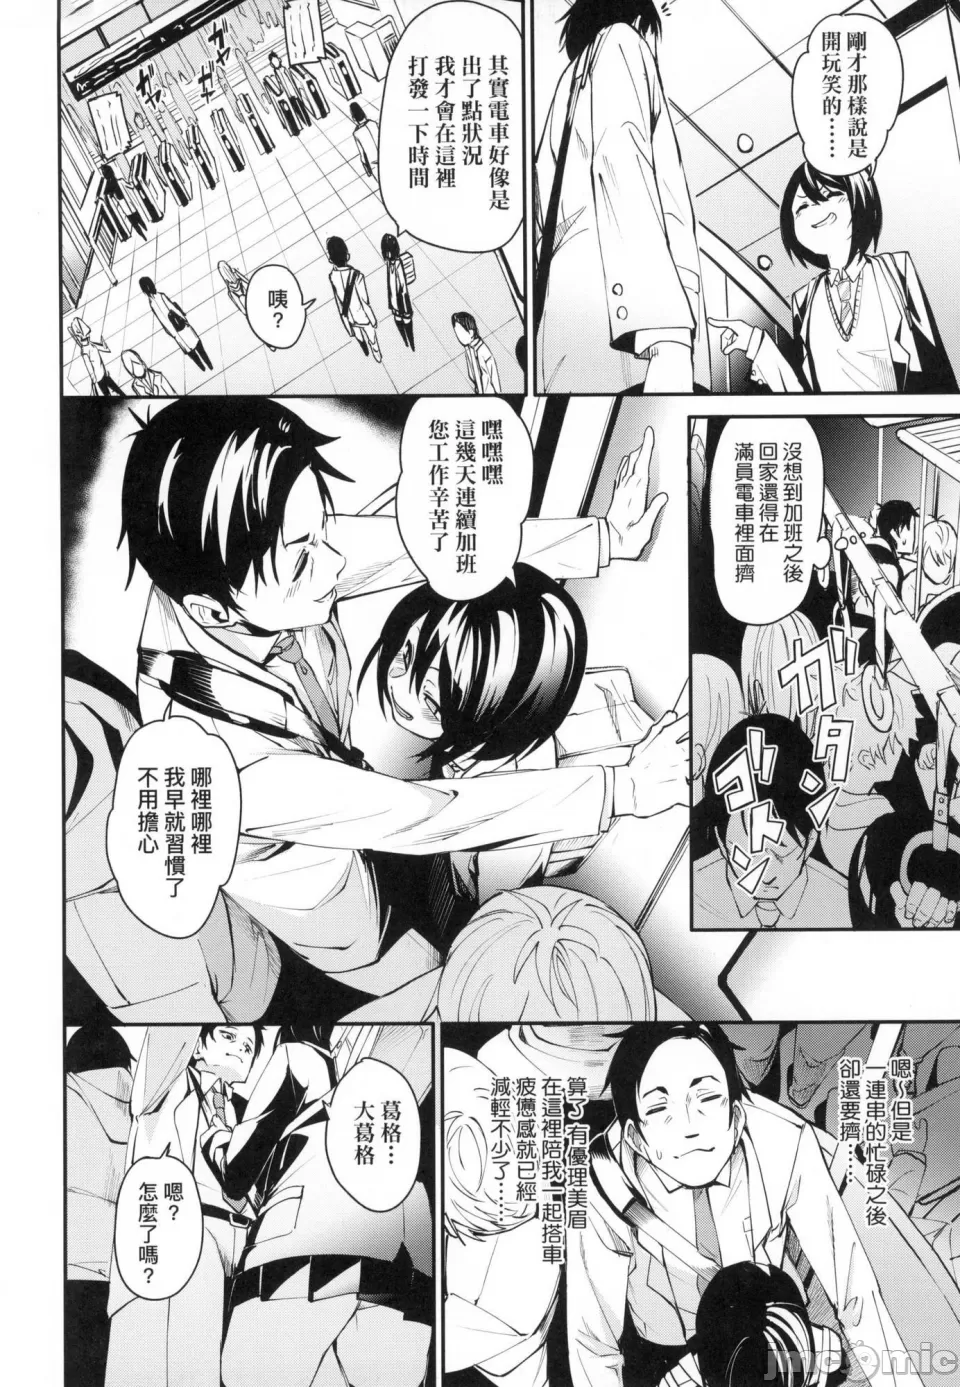 剛才那樣說是
開玩笑的……
其實電車好像是
出了點狀況
我才會在這裡
打發一下時間
咦？
ガヤ
ガヤ
沒想到加班之後
回家還得在
滿員電車裡面擠
ガタン
ゴトン
嘿嘿嘿
這幾天連續加班
您工作辛苦了
哪裡哪裡
我早就習慣了
不用擔心
嗯～但是
一連串的忙碌之後
卻還要擠……
算了有優理美眉
在這裡陪我一起搭車
疲憊感就已經
減輕不少了……
葛格…
大葛格
嗯？
怎麼了嗎？
jmcomic